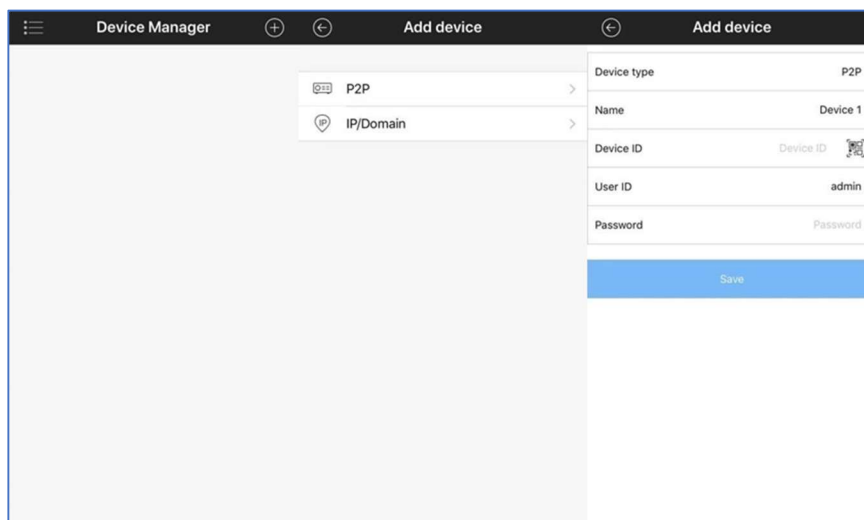 Device Manager
Add device
P2P
IP
IP/Domain
Add device
Device type P2P
Name Device 1
Device ID Device ID
User ID admin
Password Password
Save